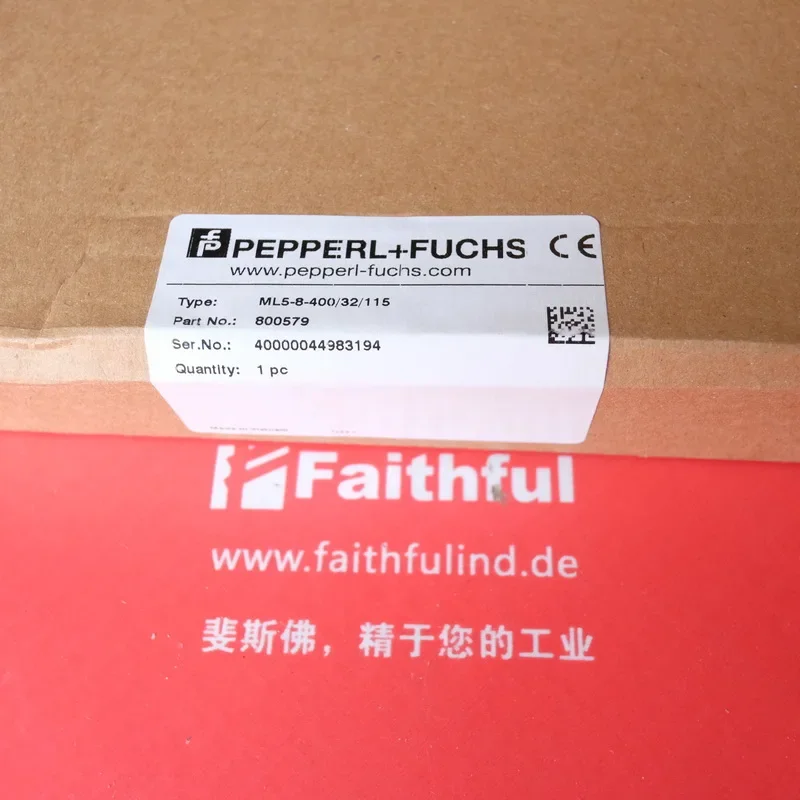 PEPPERL+FUCHS CE
www.pepperl-fuchs.com
Type: ML5-8-400/32/115
Part No.: 800579
Ser.No.: 40000044983194
Quantity: 1 pc
Faithful
www.faithfulind.de
斐斯佛，精于您的工业